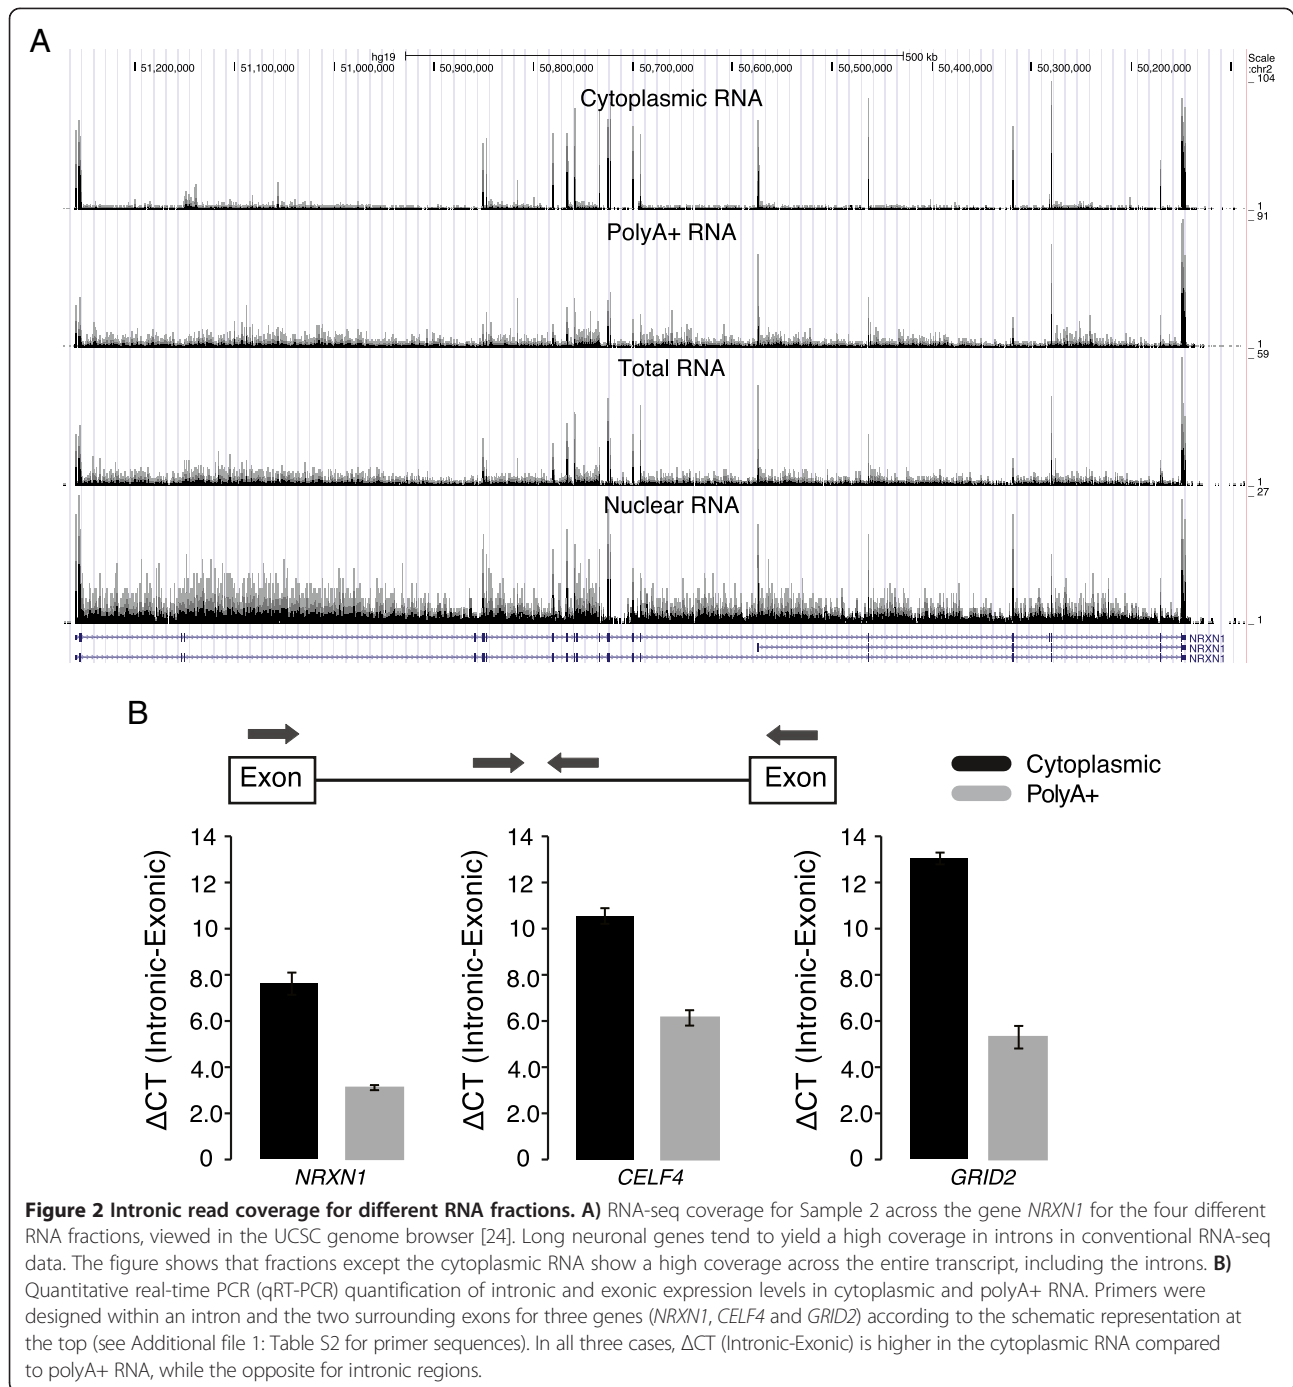 A
hg19 500 kb Scale
51,200,000 51,100,000 51,000,000 50,900,000 50,800,000 50,700,000 50,600,000 50,500,000 50,400,000 50,300,000 50,200,000 :chr2
104
Cytoplasmic RNA
1
91
PolyA+ RNA
1
59
Total RNA
1
27
Nuclear RNA
1
NRXN1
NRXN1
NRXN1
B
Exon Exon
Cytoplasmic
PolyA+
ΔCT (Intronic-Exonic)
14
12
10
8.0
6.0
4.0
2.0
0
NRXN1
ΔCT (Intronic-Exonic)
14
12
10
8.0
6.0
4.0
2.0
0
CELF4
ΔCT (Intronic-Exonic)
14
12
10
8.0
6.0
4.0
2.0
0
GRID2
Figure 2 Intronic read coverage for different RNA fractions. A) RNA-seq coverage for Sample 2 across the gene NRXN1 for the four different
RNA fractions, viewed in the UCSC genome browser [24]. Long neuronal genes tend to yield a high coverage in introns in conventional RNA-seq
data. The figure shows that fractions except the cytoplasmic RNA show a high coverage across the entire transcript, including the introns. B)
Quantitative real-time PCR (qRT-PCR) quantification of intronic and exonic expression levels in cytoplasmic and polyA+ RNA. Primers were
designed within an intron and the two surrounding exons for three genes (NRXN1, CELF4 and GRID2) according to the schematic representation at
the top (see Additional file 1: Table S2 for primer sequences). In all three cases, ΔCT (Intronic-Exonic) is higher in the cytoplasmic RNA compared
to polyA+ RNA, while the opposite for intronic regions.